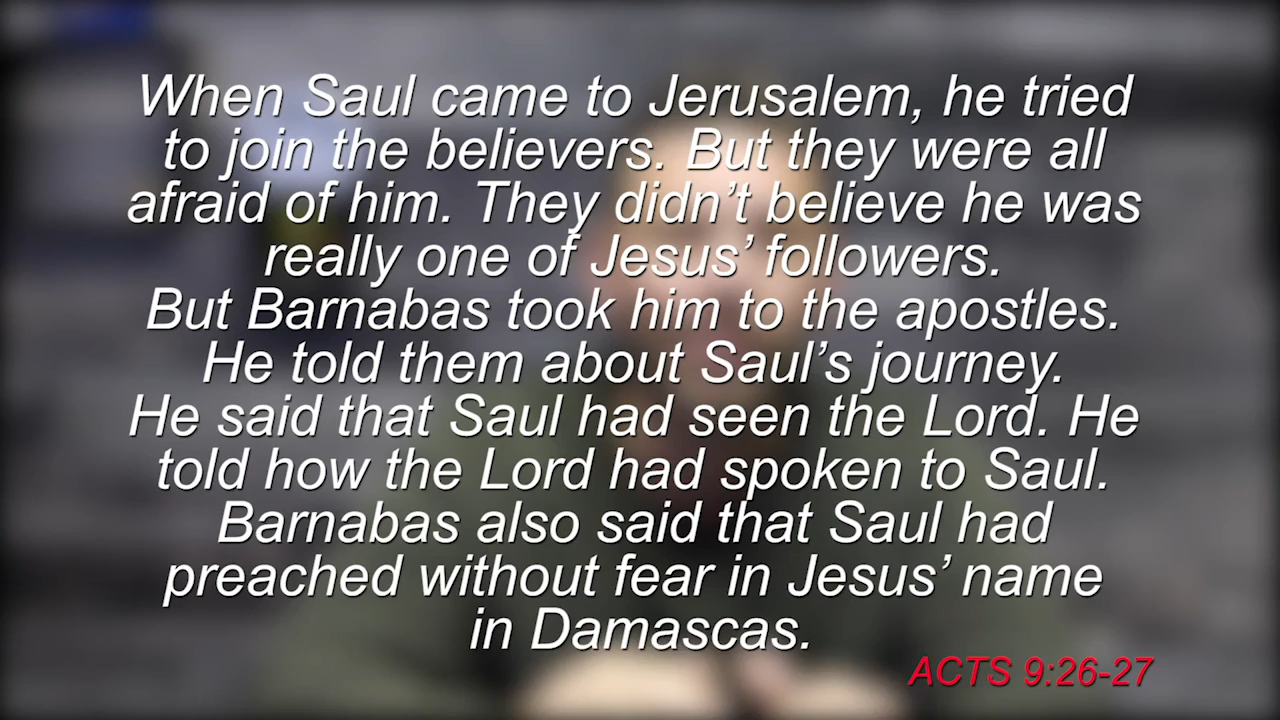 When Saul came to Jerusalem, he tried
to join the believers. But they were all
afraid of him. They didn’t believe he was
really one of Jesus’ followers.
But Barnabas took him to the apostles.
He told them about Saul’s journey.
He said that Saul had seen the Lord. He
told how the Lord had spoken to Saul.
Barnabas also said that Saul had
preached without fear in Jesus’ name
in Damascas.
ACTS 9:26-27